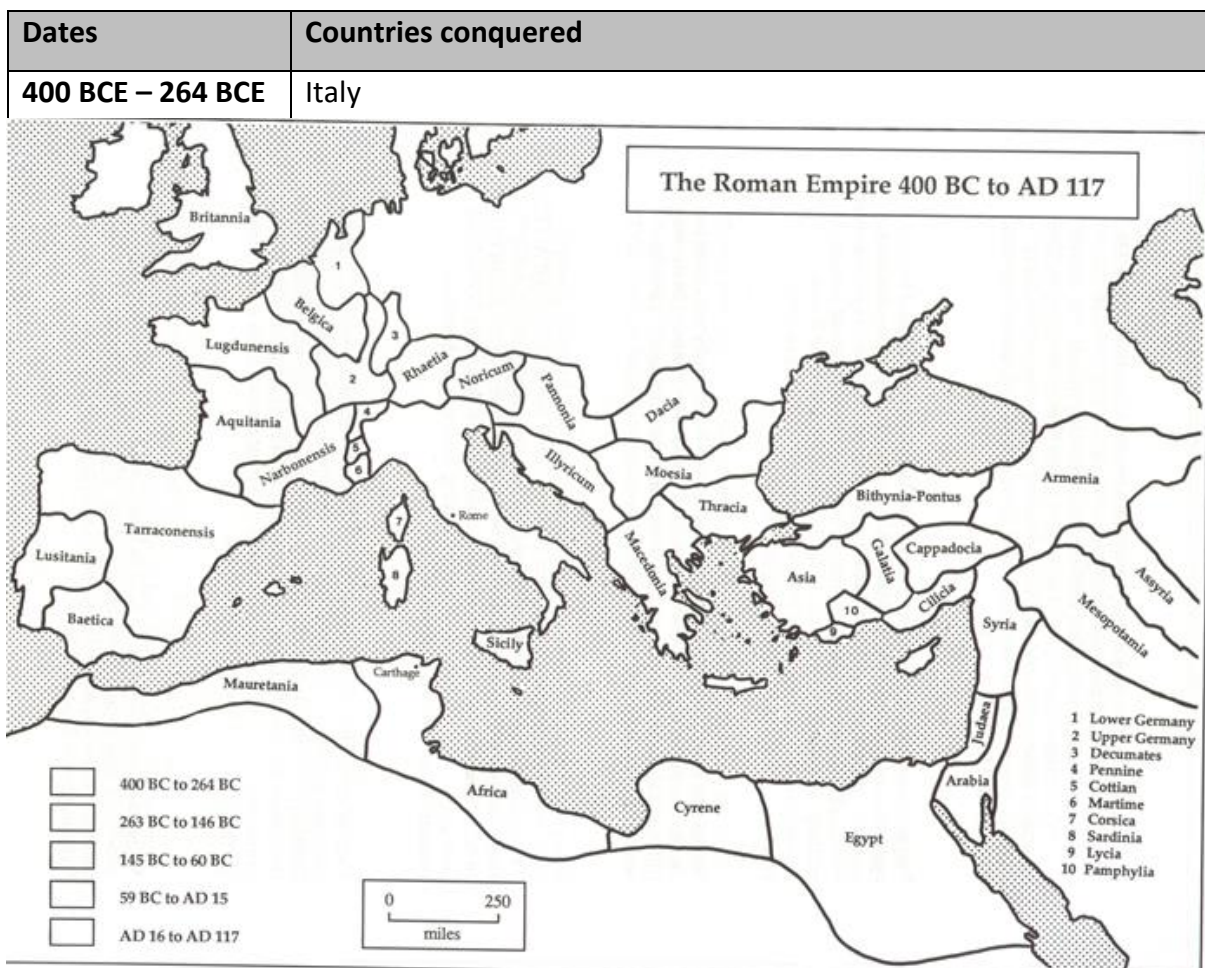 Dates
Countries conquered
400 BCE – 264 BCE
Italy
The Roman Empire 400 BC to AD 117
Britannia
1
Belgica
3
Lugdunensis
2
Rhaetia
Noricum
Pannonia
Dacia
Aquitania
4
Narbonensis
5
6
Illyricum
Moesia
Thracia
Bithynia-Pontus
Armenia
Tarraconensis
7
Rome
Macedonia
Lusitania
8
Asia
Galatia
Cappadocia
Assyria
Baetica
10
Cilicia
Mesopotamia
9
Syria
Sicily
Carthage
Mauretania
Judaea
Africa
Cyrene
Egypt
Arabia
400 BC to 264 BC
263 BC to 146 BC
145 BC to 60 BC
59 BC to AD 15
AD 16 to AD 117
0 250
miles
1 Lower Germany
2 Upper Germany
3 Decumates
4 Pennine
5 Cottian
6 Martime
7 Corsica
8 Sardinia
9 Lycia
10 Pamphylia